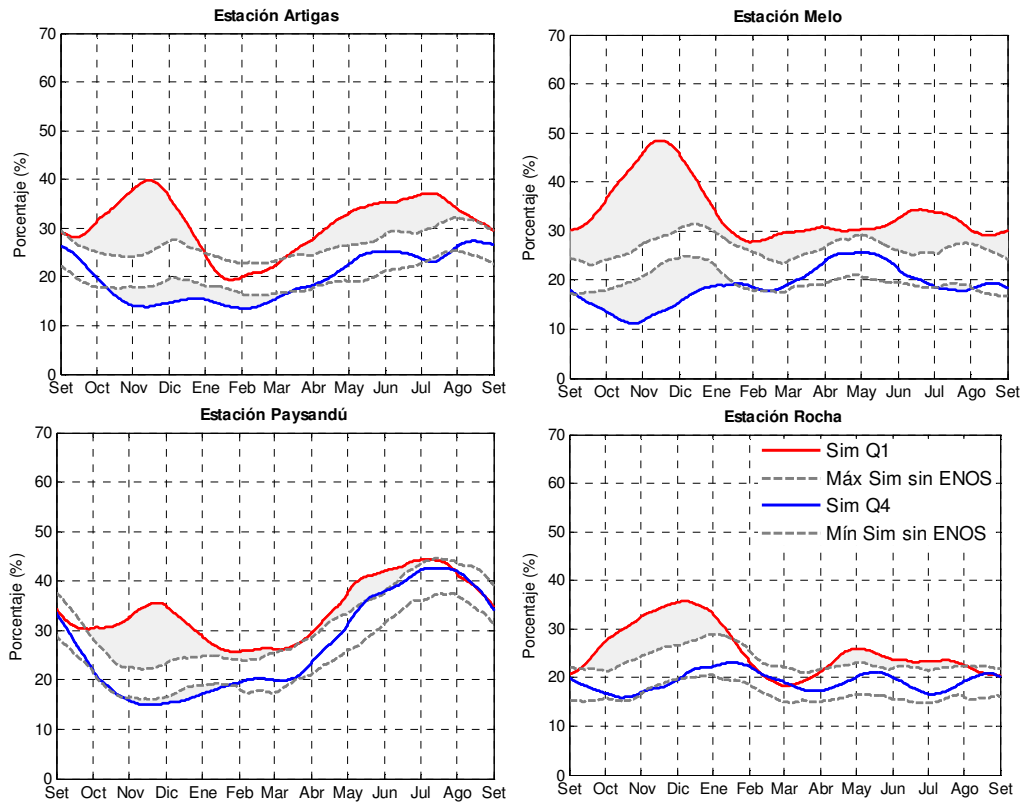 Estación Artigas
Porcentaje (%)
70
60
50
40
30
20
10
0
Set Oct Nov Dic Ene Feb Mar Abr May Jun Jul Ago Set
Estación Melo
Porcentaje (%)
70
60
50
40
30
20
10
0
Set Oct Nov Dic Ene Feb Mar Abr May Jun Jul Ago Set
Estación Paysandú
Porcentaje (%)
70
60
50
40
30
20
10
0
Set Oct Nov Dic Ene Feb Mar Abr May Jun Jul Ago Set
Estación Rocha
Porcentaje (%)
70
60
50
40
30
20
10
0
Set Oct Nov Dic Ene Feb Mar Abr May Jun Jul Ago Set
Sim Q1
Máx Sim sin ENOS
Sim Q4
Mín Sim sin ENOS